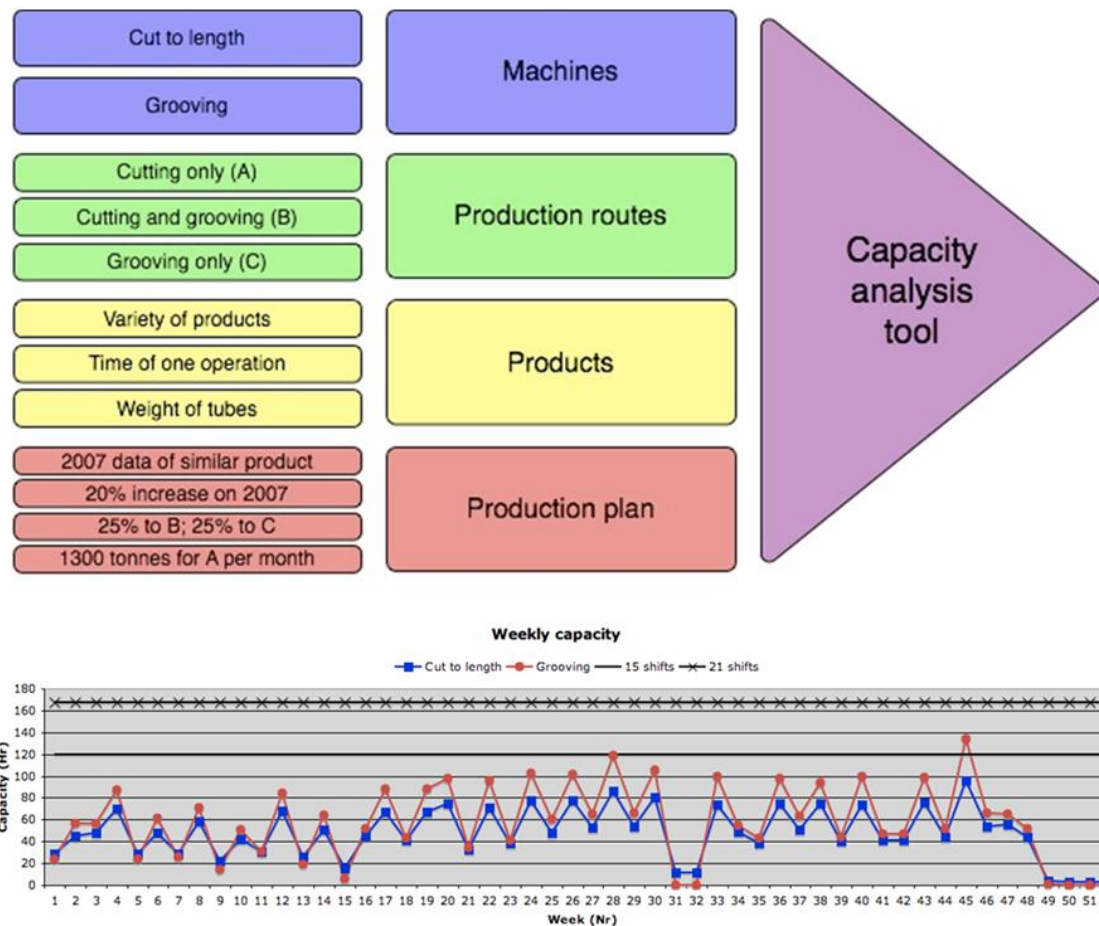 Cut to length
Grooving
Machines
Cutting only (A)
Cutting and grooving (B)
Grooving only (C)
Production routes
Variety of products
Time of one operation
Weight of tubes
Products
2007 data of similar product
20% increase on 2007
25% to B; 25% to C
1300 tonnes for A per month
Production plan
Capacity
analysis
tool
Weekly capacity
Cut to length Grooving 15 shifts 21 shifts
Capacity (Hr)
180
160
140
120
100
80
60
40
20
0
1 2 3 4 5 6 7 8 9 10 11 12 13 14 15 16 17 18 19 20 21 22 23 24 25 26 27 28 29 30 31 32 33 34 35 36 37 38 39 40 41 42 43 44 45 46 47 48 49 50 51
Week (Nr)